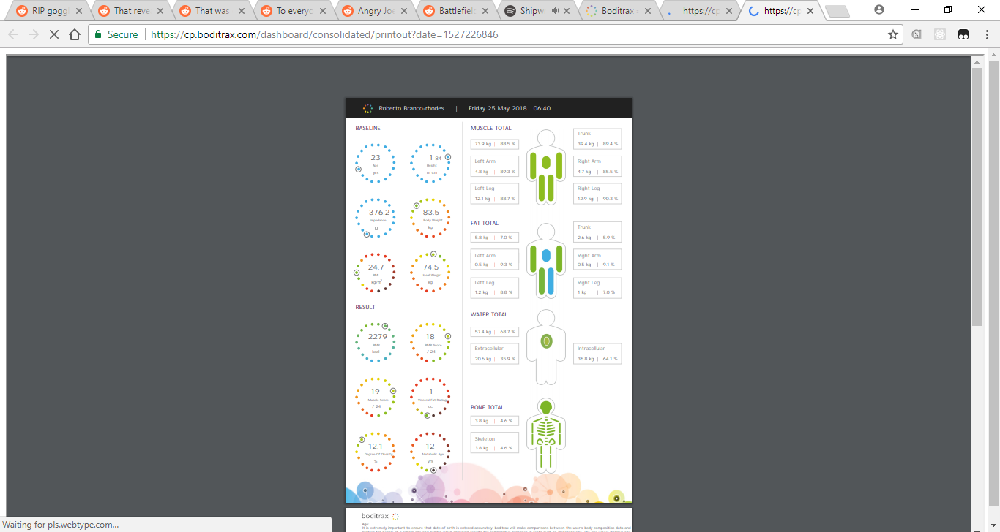 RIP goggl
That reve
That was
To everyc
Angry Joe
Battlefiel
Shipw
Boditrax
https://cp
https://cp
Secure
https://cp.boditrax.com/dashboard/consolidated/printout?date=1527226846
Roberto Branco-rhodes | Friday 25 May 2018 06:40
BASELINE
23
Age
yrs
1 84
Height
m cm
376.2
Impedance
Ω
83.5
Body Weight
kg
24.7
BMI
kg/m²
74.5
Ideal Weight
kg
RESULT
2279
BMR
kcal
18
BMR Score
/ 24
19
Muscle Score
/ 24
1
Visceral Fat Rating
cc
12.1
Degree Of Obesity
%
12
Metabolic Age
yrs
MUSCLE TOTAL
73.9 kg | 88.5 %
Trunk
39.4 kg | 89.4 %
Left Arm
4.8 kg | 89.3 %
Right Arm
4.7 kg | 85.5 %
Left Leg
12.1 kg | 88.7 %
Right Leg
12.9 kg | 90.3 %
FAT TOTAL
5.8 kg | 7.0 %
Trunk
2.6 kg | 5.9 %
Left Arm
0.5 kg | 9.3 %
Right Arm
0.5 kg | 9.1 %
Left Leg
1.2 kg | 8.8 %
Right Leg
1 kg | 7.0 %
WATER TOTAL
57.4 kg | 68.7 %
Extracellular
20.6 kg | 35.9 %
Intracellular
36.8 kg | 64.1 %
BONE TOTAL
3.8 kg | 4.6 %
Skeleton
3.8 kg | 4.6 %
boditrax
Age:
It is extremely important to ensure that date of birth is entered accurately. boditrax will make comparisons between the user's body composition date and
Waiting for pls.webtype.com...